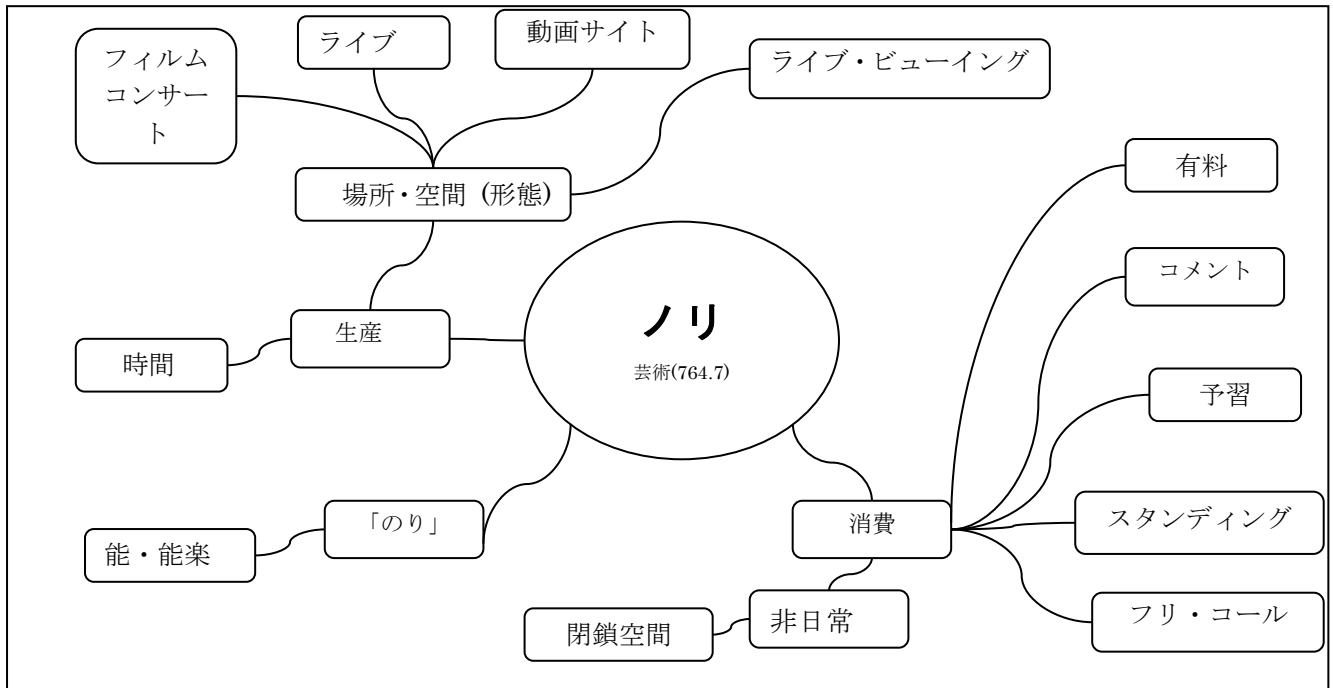 フィルム
コンサー
ト
ライブ
動画サイト
ライブ・ビューイング
場所・空間 (形態)
有料
コメント
ノリ
芸術(764.7)
生産
時間
予習
「のり」
能・能楽
消費
スタンディング
フリ・コール
非日常
閉鎖空間